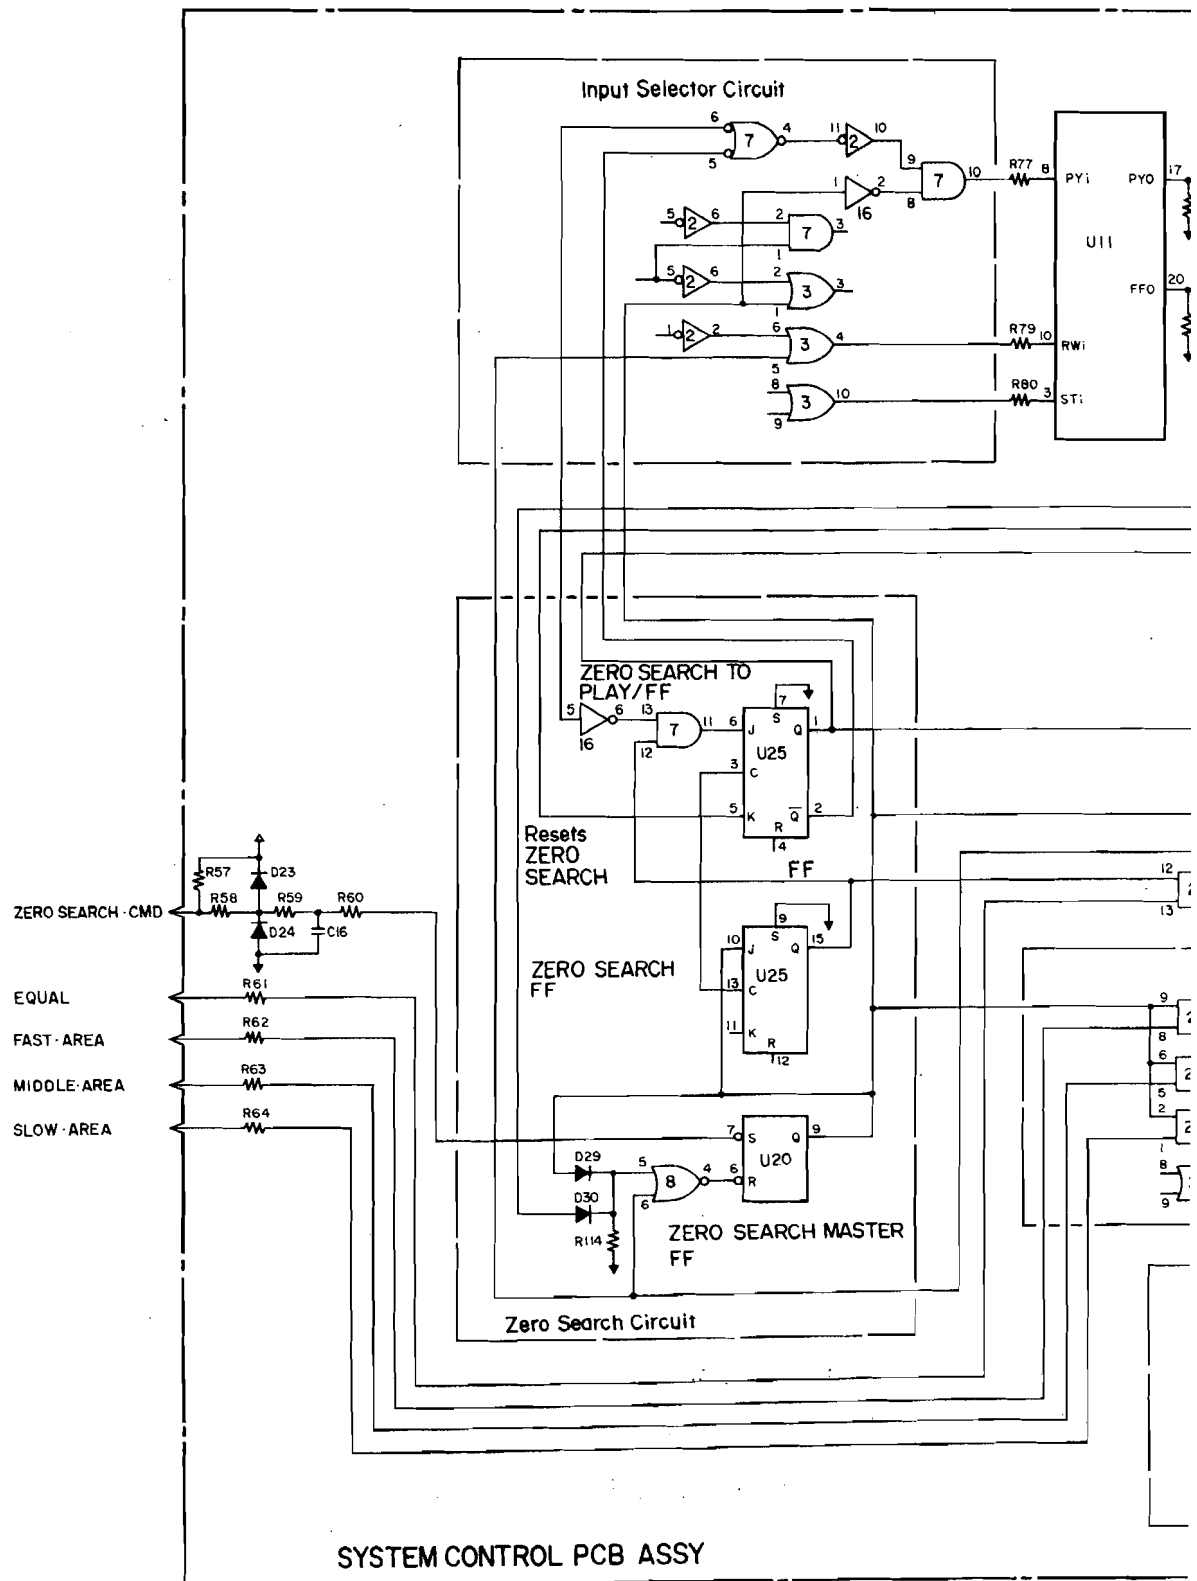 Input Selector Circuit
6
7
4
11
2
10
5
9
7
10
R77
8
PYi
PYO
17
8
1
2
16
5
2
6
2
7
3
1
U11
5
2
6
2
3
3
1
FFO
20
1
2
2
6
3
4
5
R79
10
RWi
8
3
10
9
R80
3
STi
ZERO SEARCH TO
PLAY/FF
5
6
16
13
7
11
12
7
S
6
J
Q
1
U25
3
C
5
K
Q
2
R
4
Resets
ZERO
SEARCH
FF
R57
D23
R58
R59
R60
ZERO SEARCH·CMD
D24
C16
12
2
13
9
S
10
J
Q
15
U25
13
C
11
K
R
12
ZERO SEARCH
FF
EQUAL
R61
FAST·AREA
R62
MIDDLE·AREA
R63
SLOW·AREA
R64
9
2
8
6
2
5
2
2
1
8
9
7
S
Q
9
U20
6
R
D29
5
8
4
6
D30
R114
ZERO SEARCH MASTER
FF
Zero Search Circuit
SYSTEM CONTROL PCB ASSY